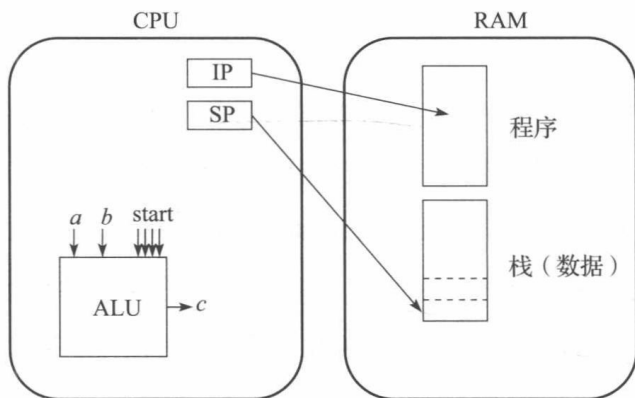 CPU
RAM
IP
SP
程序
a b start
ALU
c
栈（数据）